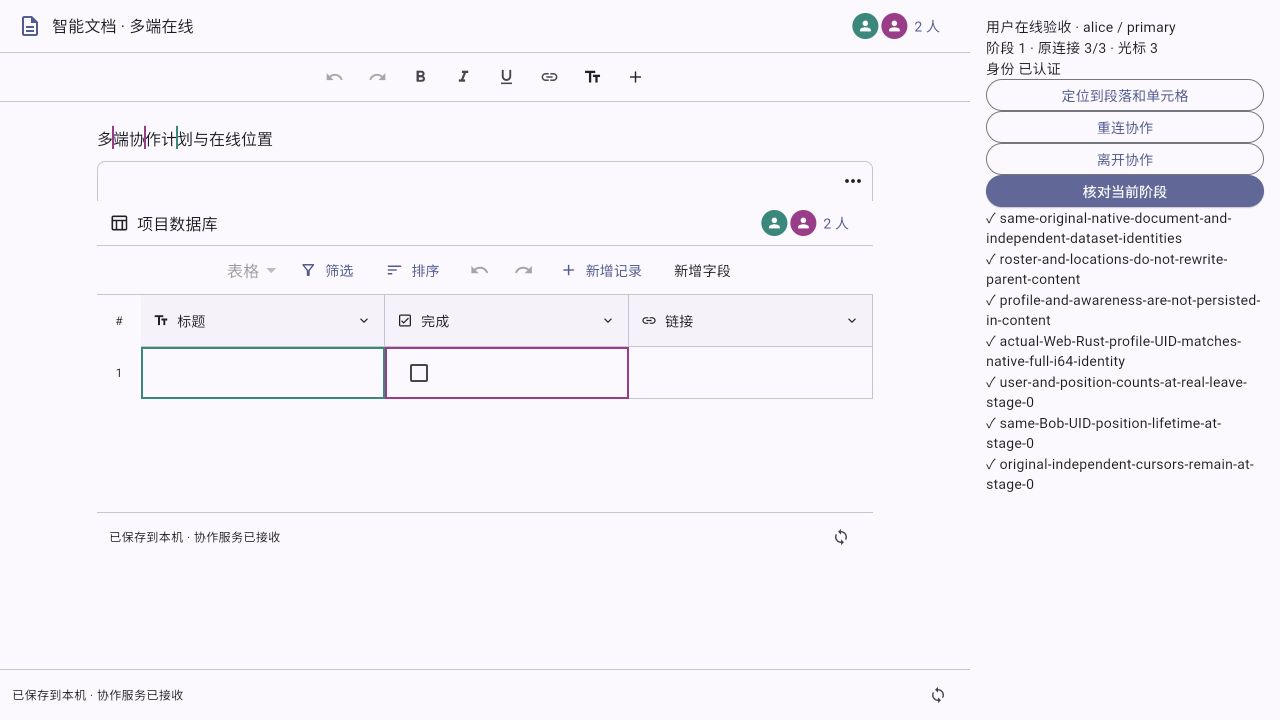 智能文档 · 多端在线
2 人
B I U Tт +
多端协作计划与在线位置
项目数据库
2 人
表格 筛选 排序 新增记录 新增字段
# Tт 标题 完成 链接
1
已保存到本机 · 协作服务已接收
已保存到本机 · 协作服务已接收
用户在线验收 · alice / primary
阶段 1 · 原连接 3/3 · 光标 3
身份 已认证
定位到段落和单元格
重连协作
离开协作
核对当前阶段
✓ same-original-native-document-and-
independent-dataset-identities
✓ roster-and-locations-do-not-rewrite-
parent-content
✓ profile-and-awareness-are-not-persisted-
in-content
✓ actual-Web-Rust-profile-UID-matches-
native-full-i64-identity
✓ user-and-position-counts-at-real-leave-
stage-0
✓ same-Bob-UID-position-lifetime-at-
stage-0
✓ original-independent-cursors-remain-at-
stage-0